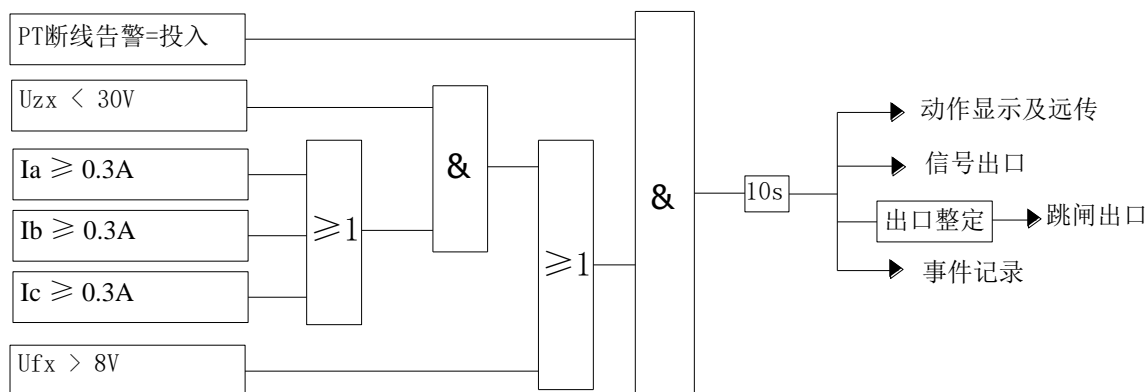 PT断线告警=投入
Uzx < 30V
Ia ≥ 0.3A
Ib ≥ 0.3A
Ic ≥ 0.3A
Ufx > 8V
≥1
&
≥1
&
10s
动作显示及远传
信号出口
出口整定
跳闸出口
事件记录